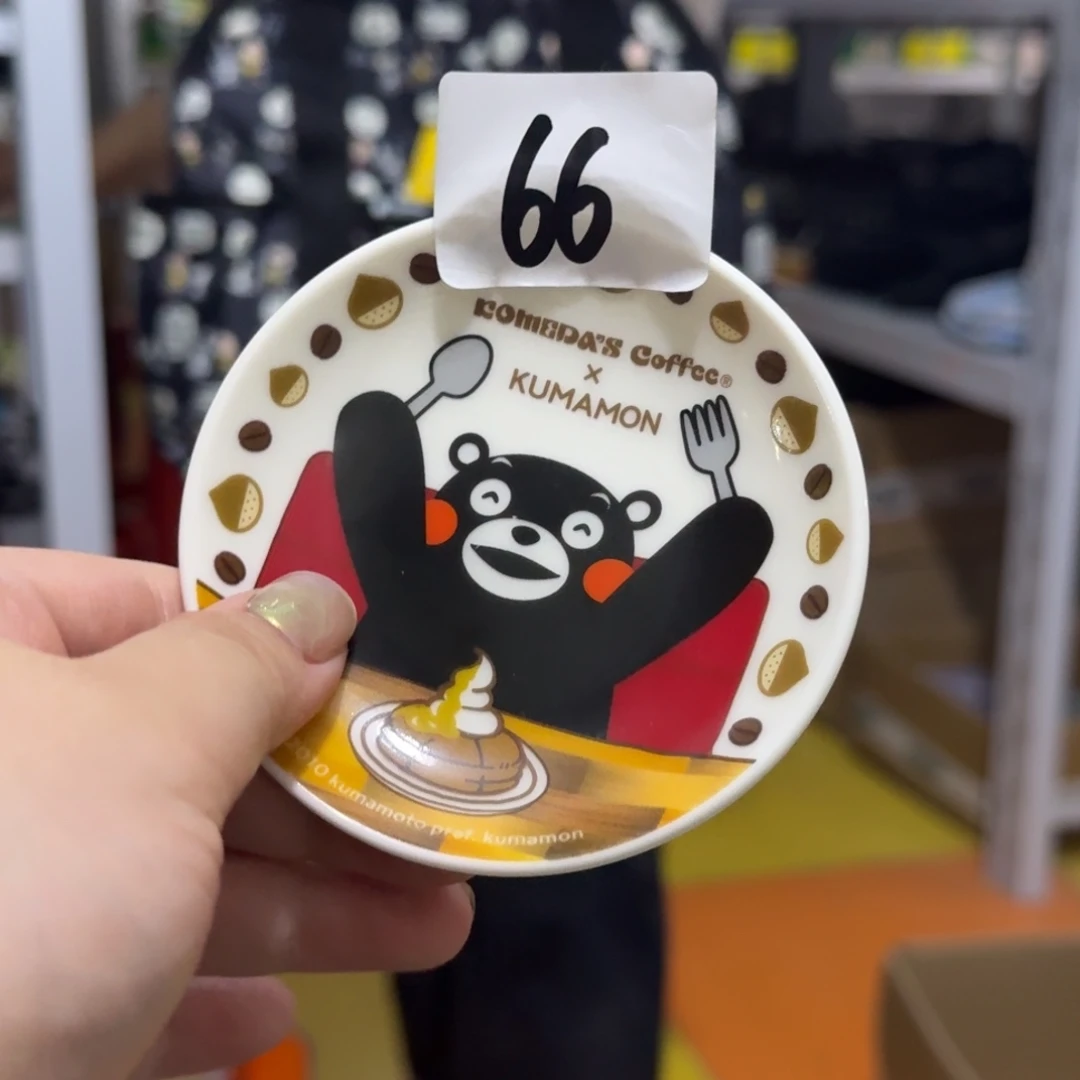 66
KOMEDA'S Coffee®
×
KUMAMON
kumamoto pref. kumamon